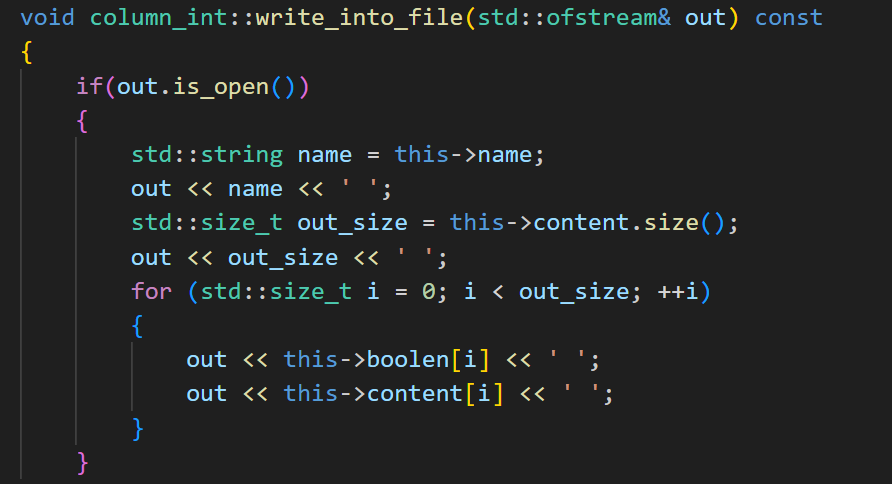 void column_int::write_into_file(std::ofstream& out) const
{
    if(out.is_open())
    {
        std::string name = this->name;
        out << name << ' ';
        std::size_t out_size = this->content.size();
        out << out_size << ' ';
        for (std::size_t i = 0; i < out_size; ++i)
        {
            out << this->boolen[i] << ' ';
            out << this->content[i] << ' ';
        }
    }